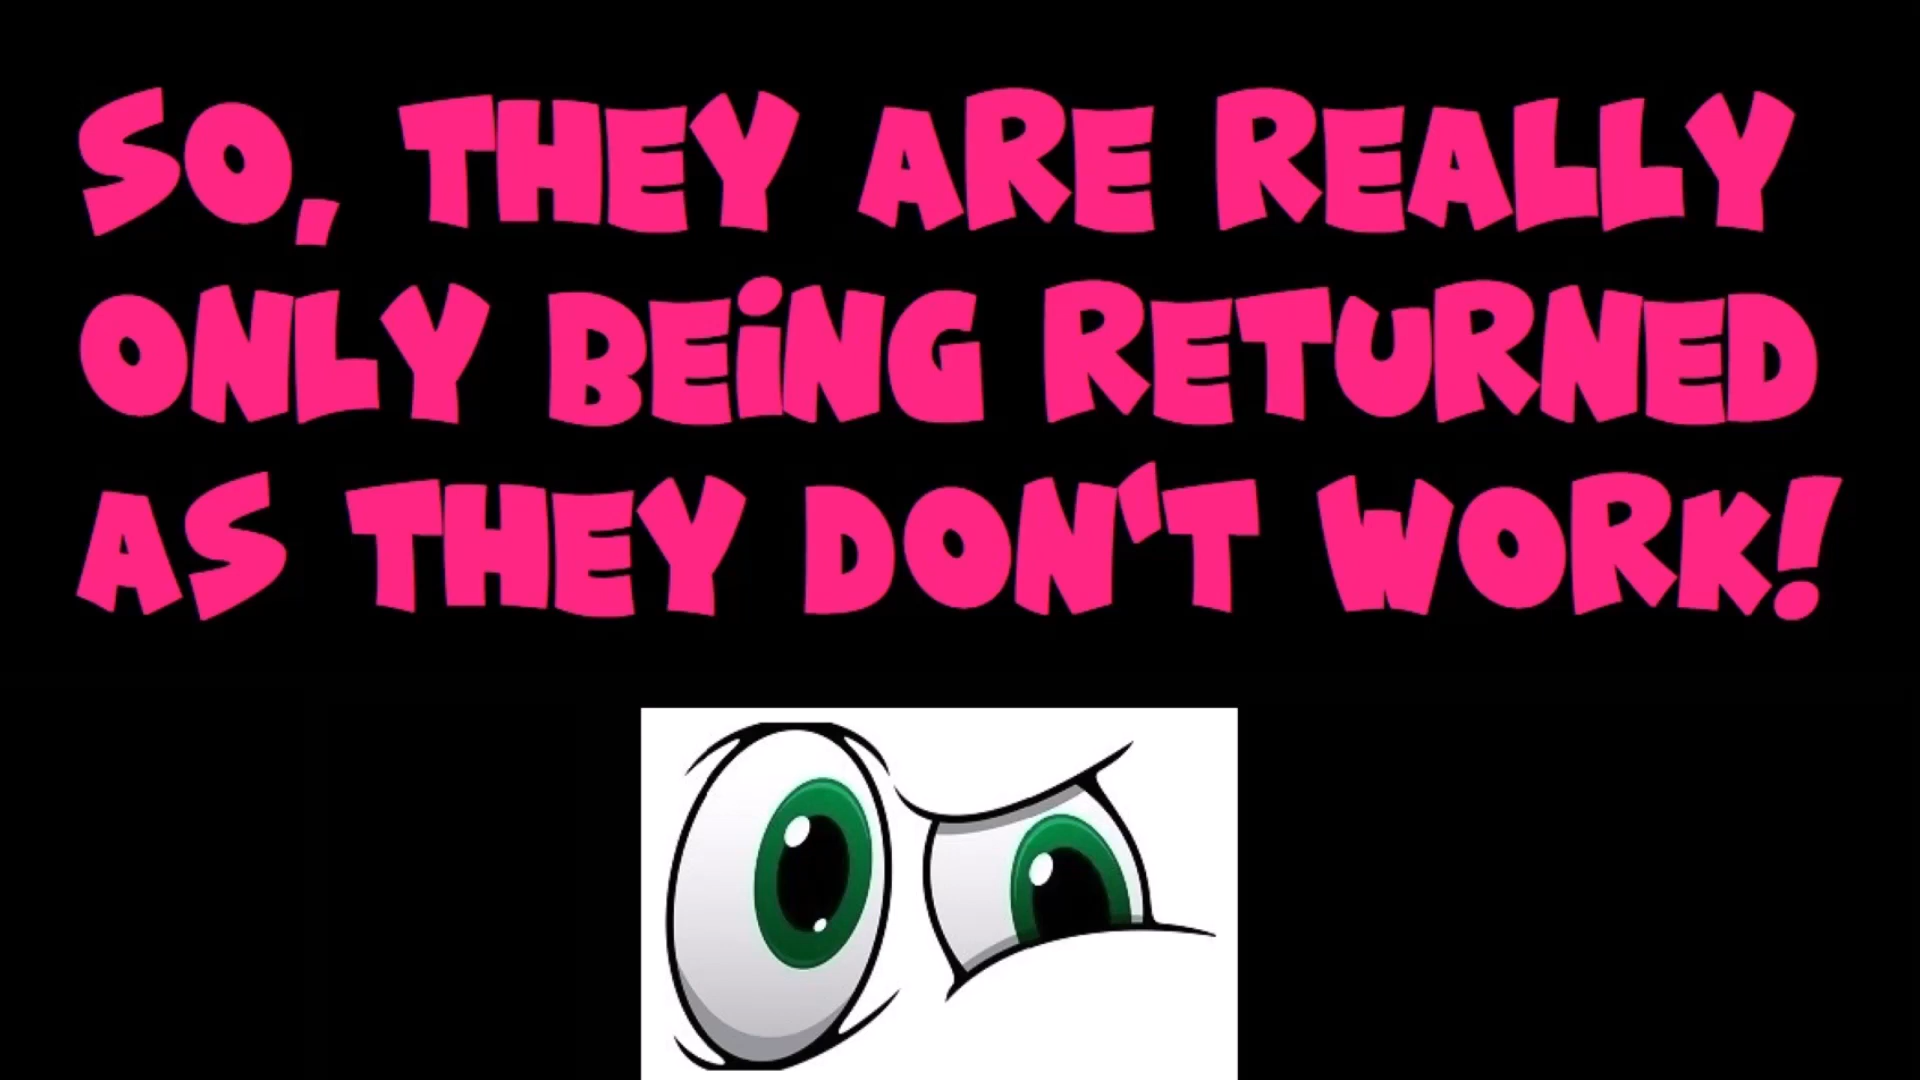 SO, THEY ARE REALLY
ONLY BEiNG RETURNED
AS THEY DON'T WORK!